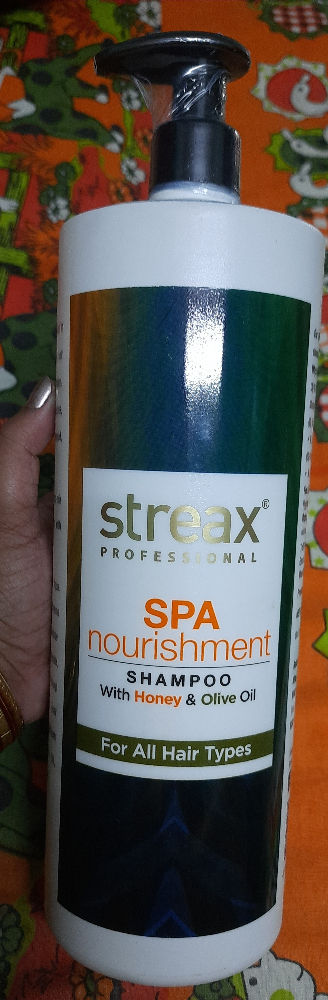 streax®
PROFESSIONAL
SPA
nourishment
SHAMPOO
With Honey & Olive Oil
For All Hair Types